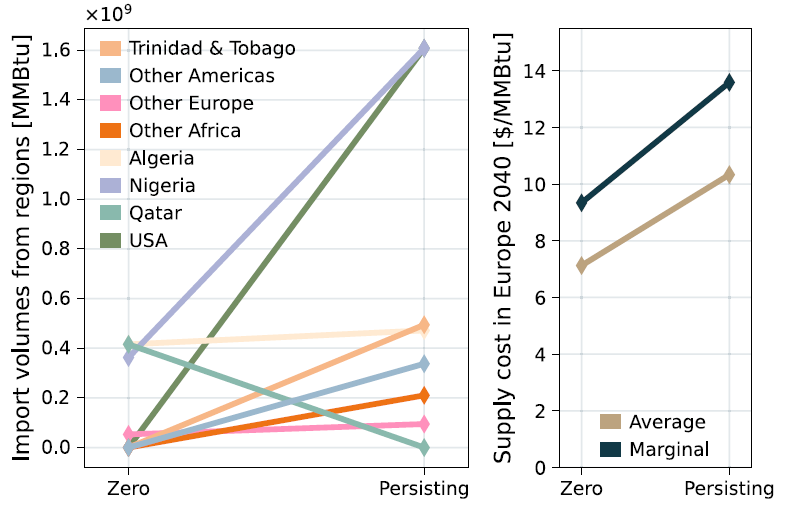 ×10⁹
Import volumes from regions [MMBtu]
1.6
1.4
1.2
1.0
0.8
0.6
0.4
0.2
0.0
Trinidad & Tobago
Other Americas
Other Europe
Other Africa
Algeria
Nigeria
Qatar
USA
Zero
Persisting
Supply cost in Europe 2040 [$/MMBtu]
14
12
10
8
6
4
2
0
Average
Marginal
Zero
Persisting